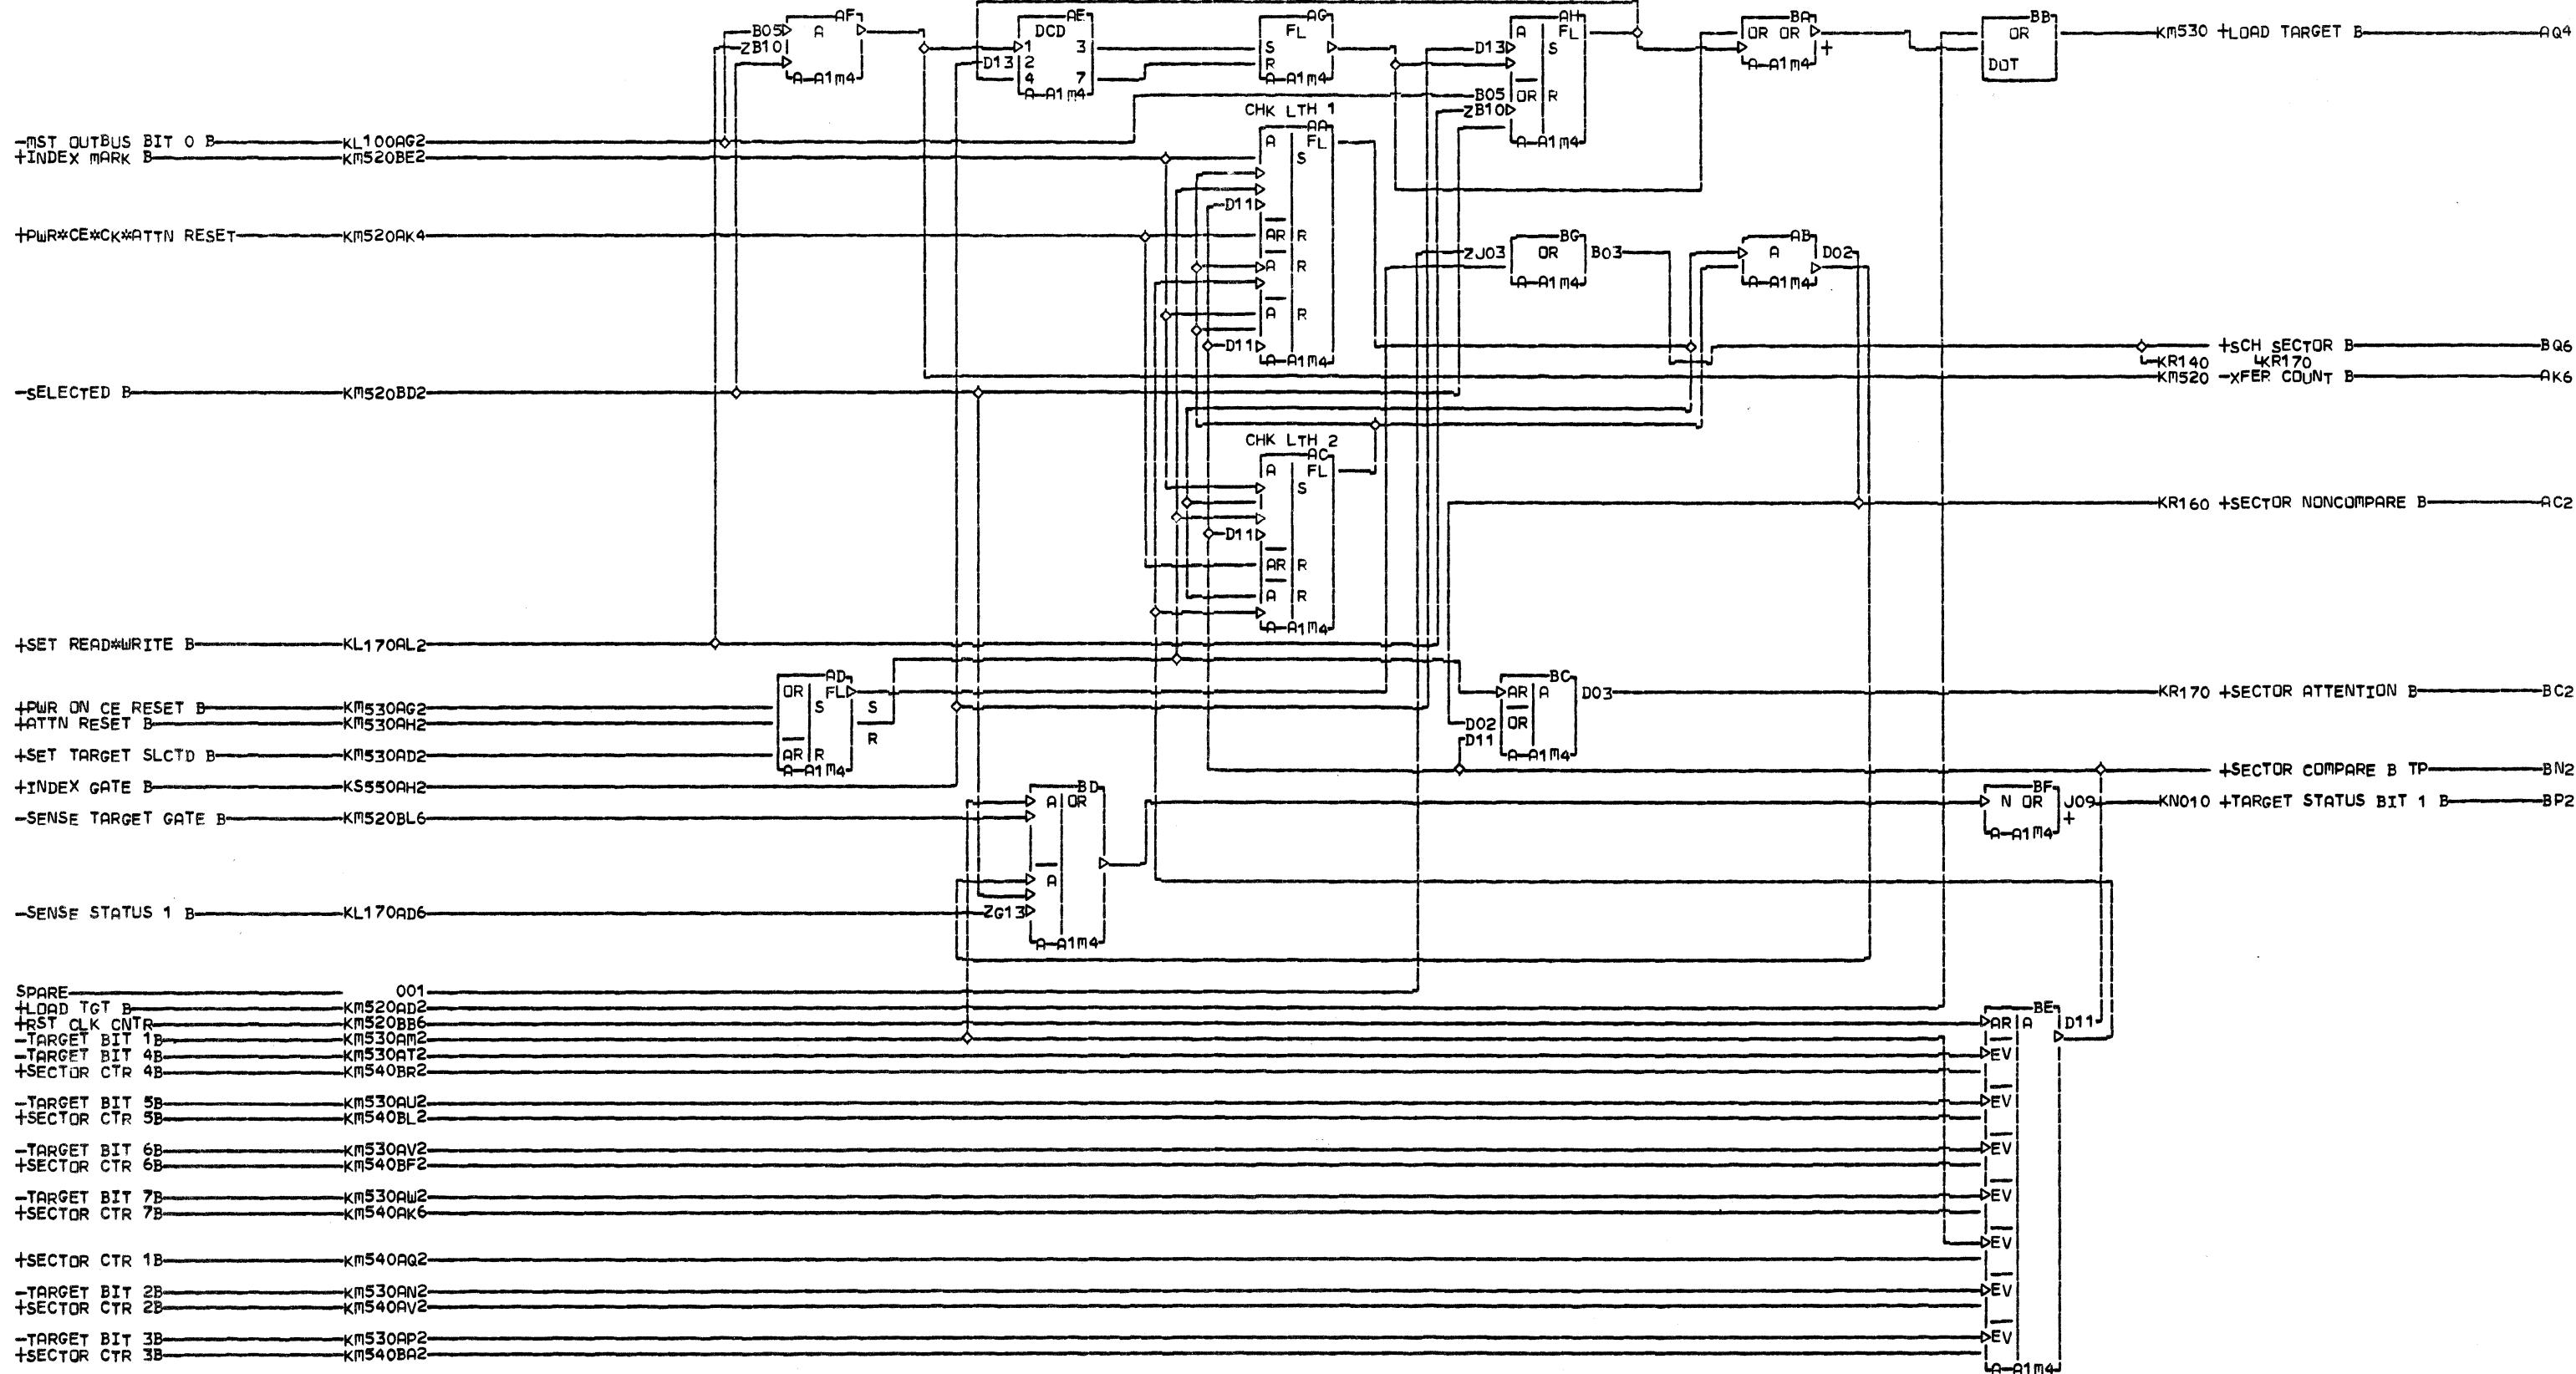 AF
B05
ZB10
A
A-A1M4
AE
DCD
1 3
D13 2
4 7
A-A1M4
AG
FL
S
R
A-A1M4
AH
A FL
D13 S
B05 OR R
ZB10
A-A1M4
BA
OR OR
+
A-A1M4
BB
OR
DOT
KM530 +LOAD TARGET B AQ4
-MST OUTBUS BIT 0 B KL100AG2
+INDEX MARK B KM520BE2
CHK LTH 1
AA
A FL
S
D11
AR R
A R
A R
D11
A-A1M4
+PWR*CE*CK*ATTN RESET KM520AK4
BG
ZJ03 OR B03
A-A1M4
AB
A D02
A-A1M4
+SCH SECTOR B BQ6
KR140 KR170
KM520 -XFER COUNT B AK6
-SELECTED B KM520BD2
CHK LTH 2
AC
A FL
S
D11
AR R
A R
A-A1M4
KR160 +SECTOR NONCOMPARE B AC2
+SET READ*WRITE B KL170AL2
AD
OR FL
S S
R
AR R
A-A1M4
+PWR ON CE RESET B KM530AG2
+ATTN RESET B KM530AH2
+SET TARGET SLCTD B KM530AD2
+INDEX GATE B KS550AH2
BC
AR A D03
D02 OR
D11
A-A1M4
KR170 +SECTOR ATTENTION B BC2
+SECTOR COMPARE B TP BN2
BF
N OR J09
+
A-A1M4
KN010 +TARGET STATUS BIT 1 B BP2
-SENSE TARGET GATE B KM520BL6
BD
A OR
A
ZG13
A-A1M4
-SENSE STATUS 1 B KL170AD6
SPARE 001
+LOAD TGT B KM520AD2
+RST CLK CNTR KM520BB6
-TARGET BIT 1B KM530AM2
-TARGET BIT 4B KM530AT2
+SECTOR CTR 4B KM540BR2
-TARGET BIT 5B KM530AU2
+SECTOR CTR 5B KM540BL2
-TARGET BIT 6B KM530AV2
+SECTOR CTR 6B KM540BF2
-TARGET BIT 7B KM530AW2
+SECTOR CTR 7B KM540AK6
+SECTOR CTR 1B KM540AQ2
-TARGET BIT 2B KM530AN2
+SECTOR CTR 2B KM540AV2
-TARGET BIT 3B KM530AP2
+SECTOR CTR 3B KM540BA2
BE
AR A D11
EV
EV
EV
EV
EV
EV
EV
A-A1M4